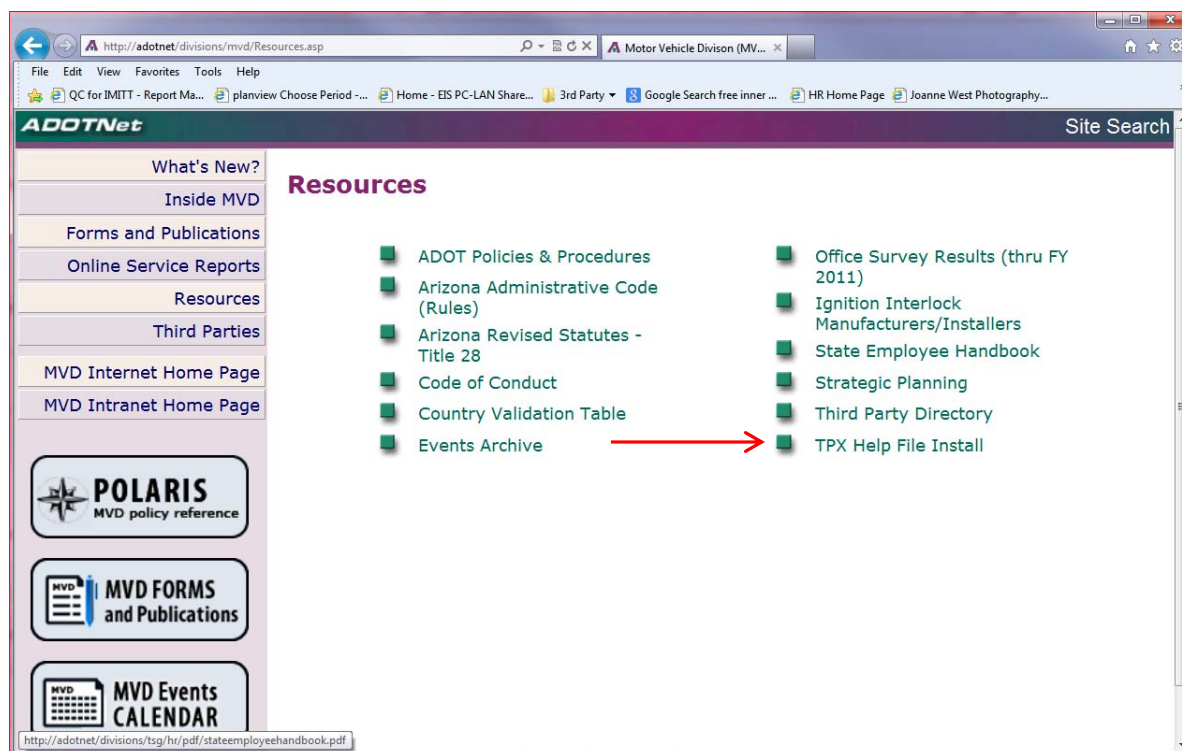 http://adotnet/divisions/mvd/Resources.asp
Motor Vehicle Divison (MV...
File Edit View Favorites Tools Help
QC for IMITT - Report Ma... planview Choose Period -... Home - EIS PC-LAN Share... 3rd Party Google Search free inner ... HR Home Page Joanne West Photography...
ADOTNet
Site Search
What's New?
Inside MVD
Forms and Publications
Online Service Reports
Resources
Third Parties
MVD Internet Home Page
MVD Intranet Home Page
POLARIS
MVD policy reference
MVD
MVD FORMS
and Publications
MVD
MVD Events
CALENDAR
Resources
ADOT Policies & Procedures
Arizona Administrative Code
(Rules)
Arizona Revised Statutes -
Title 28
Code of Conduct
Country Validation Table
Events Archive
Office Survey Results (thru FY
2011)
Ignition Interlock
Manufacturers/Installers
State Employee Handbook
Strategic Planning
Third Party Directory
TPX Help File Install
http://adotnet/divisions/tsg/hr/pdf/stateemployeehandbook.pdf